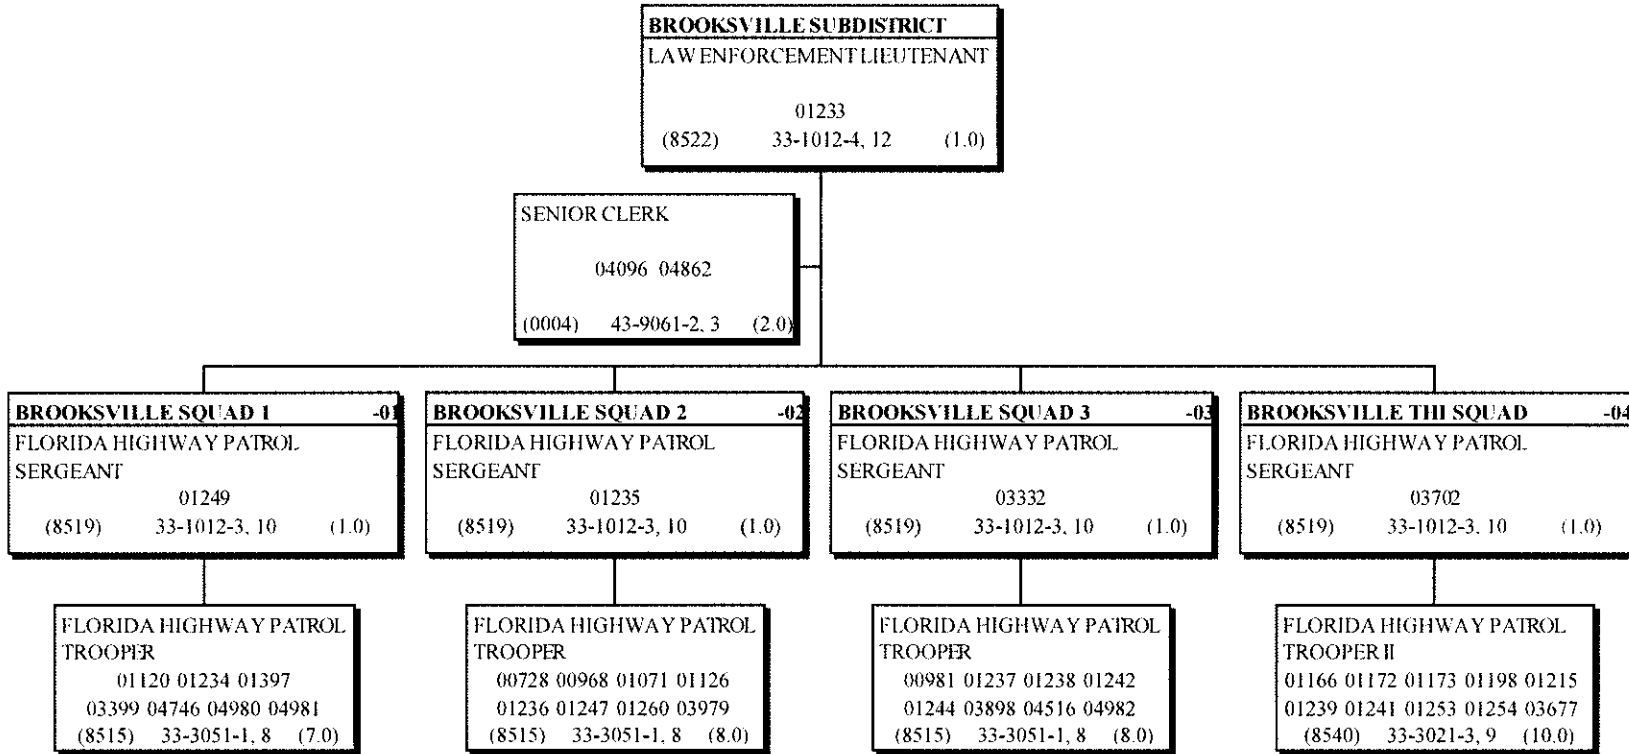 BROOKSVILLE SUBDISTRICT
LAW ENFORCEMENT LIEUTENANT
01233
(8522) 33-1012-4, 12 (1.0)
SENIOR CLERK
04096 04862
(0004) 43-9061-2, 3 (2.0)
BROOKSVILLE SQUAD 1 -01
FLORIDA HIGHWAY PATROL
SERGEANT
01249
(8519) 33-1012-3, 10 (1.0)
BROOKSVILLE SQUAD 2 -02
FLORIDA HIGHWAY PATROL
SERGEANT
01235
(8519) 33-1012-3, 10 (1.0)
BROOKSVILLE SQUAD 3 -03
FLORIDA HIGHWAY PATROL
SERGEANT
03332
(8519) 33-1012-3, 10 (1.0)
BROOKSVILLE THI SQUAD -04
FLORIDA HIGHWAY PATROL
SERGEANT
03702
(8519) 33-1012-3, 10 (1.0)
FLORIDA HIGHWAY PATROL
TROOPER
01120 01234 01397
03399 04746 04980 04981
(8515) 33-3051-1, 8 (7.0)
FLORIDA HIGHWAY PATROL
TROOPER
00728 00968 01071 01126
01236 01247 01260 03979
(8515) 33-3051-1, 8 (8.0)
FLORIDA HIGHWAY PATROL
TROOPER
00981 01237 01238 01242
01244 03898 04516 04982
(8515) 33-3051-1, 8 (8.0)
FLORIDA HIGHWAY PATROL
TROOPER II
01166 01172 01173 01198 01215
01239 01241 01253 01254 03677
(8540) 33-3021-3, 9 (10.0)